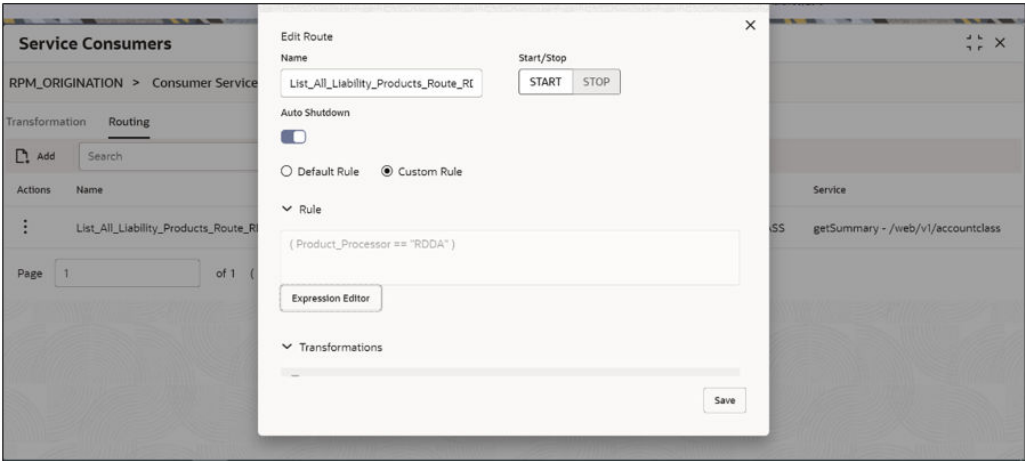 Edit Route
Name
Start/Stop
List_All_Liability_Products_Route_RD
START STOP
Auto Shutdown
Default Rule Custom Rule
Rule
( Product_Processor == "RDDA" )
Expression Editor
Transformations
Save
Service Consumers
RPM_ORIGINATION > Consumer Service
Transformation Routing
Add Search
Actions Name Service
List_All_Liability_Products_Route_R
getSummary - /web/v1/accountclass
Page 1 of 1 (